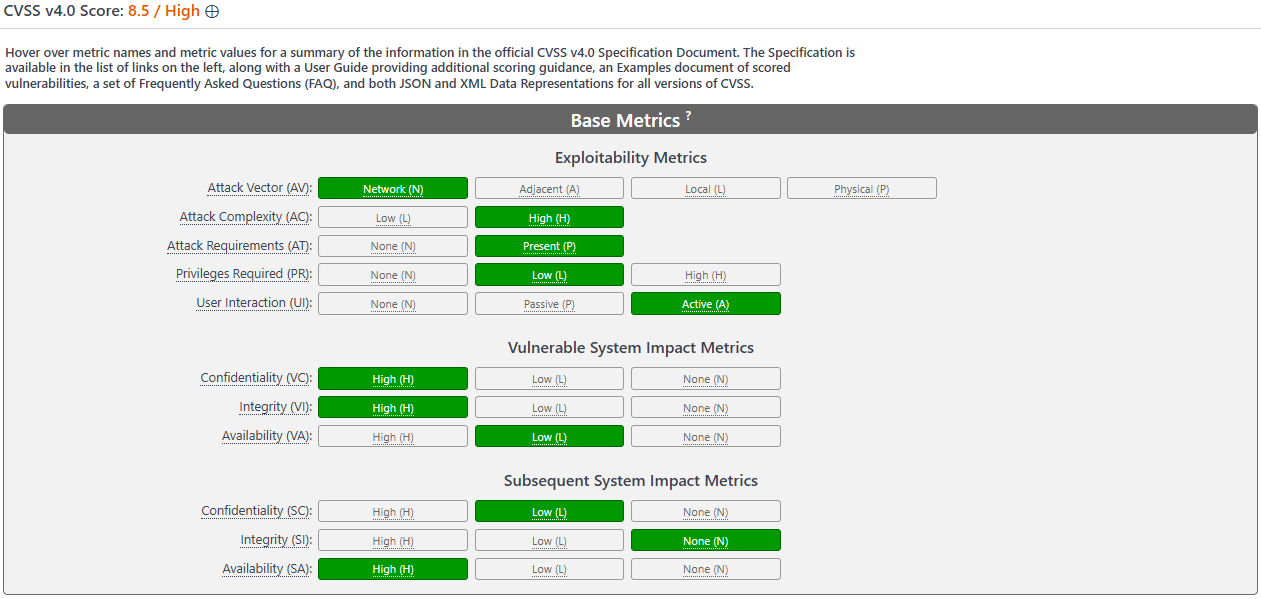 CVSS v4.0 Score: 8.5 / High
Hover over metric names and metric values for a summary of the information in the official CVSS v4.0 Specification Document. The Specification is
available in the list of links on the left, along with a User Guide providing additional scoring guidance, an Examples document of scored
vulnerabilities, a set of Frequently Asked Questions (FAQ), and both JSON and XML Data Representations for all versions of CVSS.
Base Metrics ?
Exploitability Metrics
Attack Vector (AV): Network (N) Adjacent (A) Local (L) Physical (P)
Attack Complexity (AC): Low (L) High (H)
Attack Requirements (AT): None (N) Present (P)
Privileges Required (PR): None (N) Low (L) High (H)
User Interaction (UI): None (N) Passive (P) Active (A)
Vulnerable System Impact Metrics
Confidentiality (VC): High (H) Low (L) None (N)
Integrity (VI): High (H) Low (L) None (N)
Availability (VA): High (H) Low (L) None (N)
Subsequent System Impact Metrics
Confidentiality (SC): High (H) Low (L) None (N)
Integrity (SI): High (H) Low (L) None (N)
Availability (SA): High (H) Low (L) None (N)